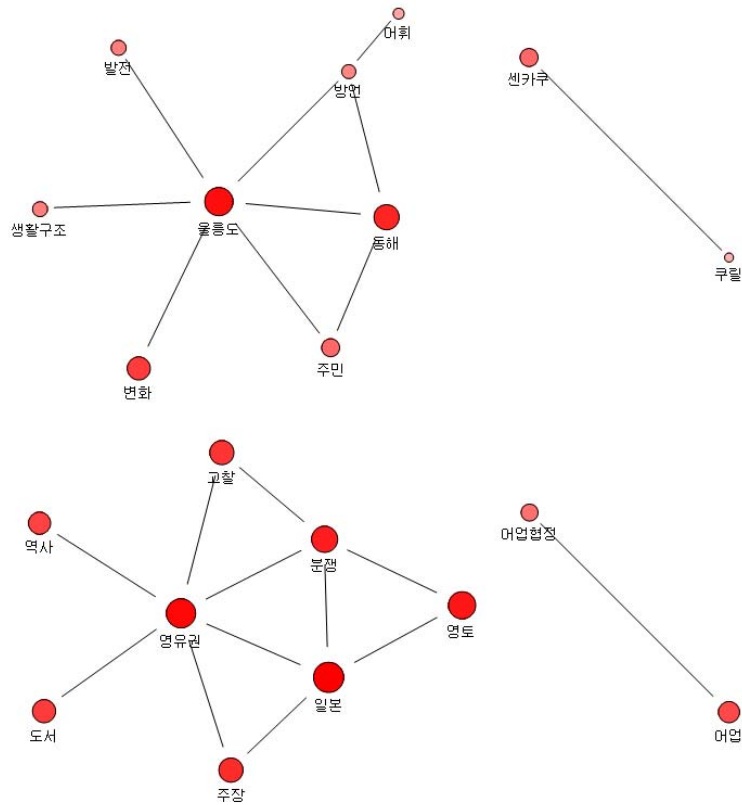 어휘
발전
방언
센카쿠
생활구조
울릉도
동해
쿠릴
변화
주민
고찰
역사
분쟁
어업협정
영유권
영토
도서
일본
어업
주장